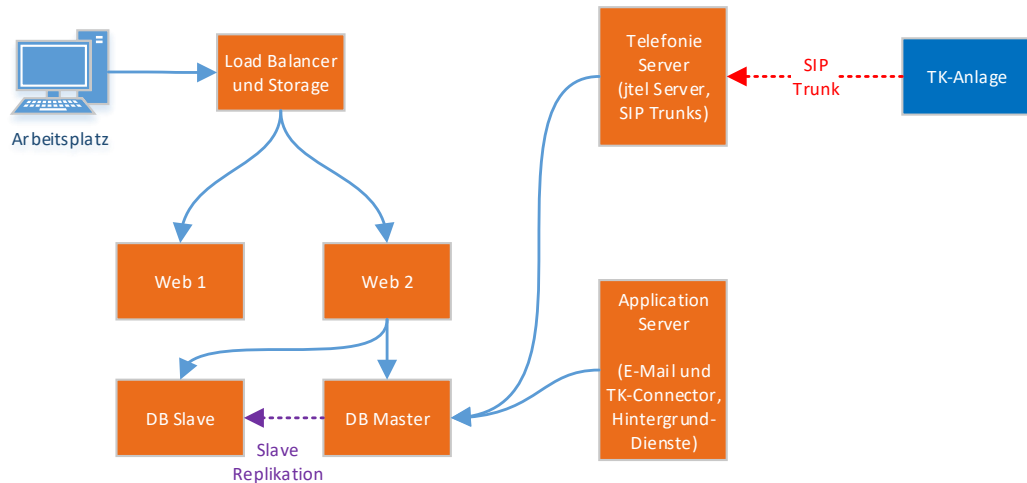 Arbeitsplatz
Load Balancer
und Storage
Telefonie
Server
(jtel Server,
SIP Trunks)
SIP
Trunk
TK-Anlage
Web 1
Web 2
Application
Server
(E-Mail und
TK-Connector,
Hintergrund-
Dienste)
DB Slave
DB Master
Slave
Replikation